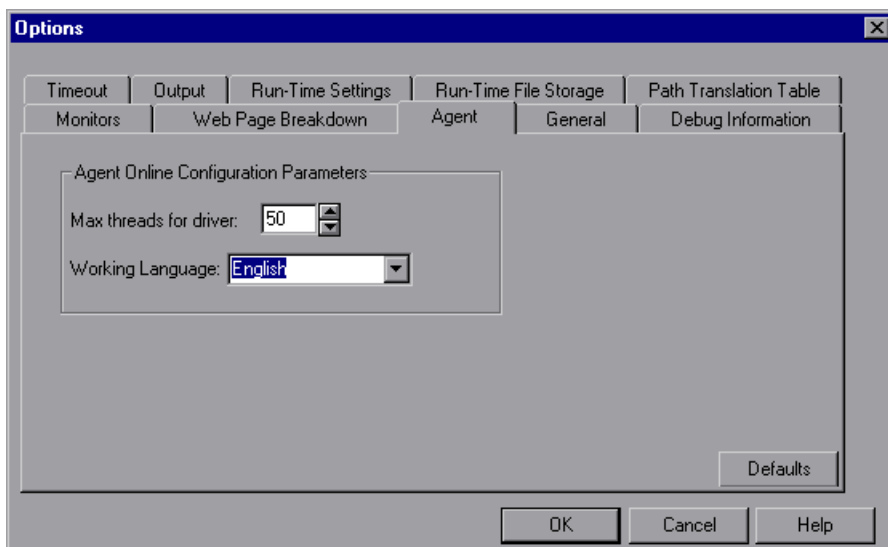 Options
Timeout Output Run-Time Settings Run-Time File Storage Path Translation Table
Monitors Web Page Breakdown Agent General Debug Information
Agent Online Configuration Parameters
Max threads for driver: 50
Working Language: English
Defaults
OK Cancel Help